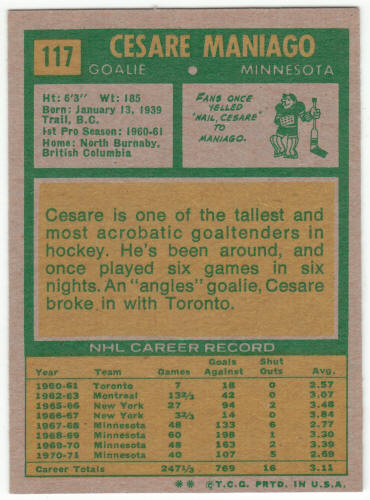 117 CESARE MANIAGO
GOALIE • MINNESOTA
Ht: 6'3" Wt: 185
Born: January 13, 1939
Trail, B.C.
1st Pro Season: 1960-61
Home: North Burnaby,
British Columbia
FANS ONCE
YELLED
"HAIL, CESARE"
TO
MANIAGO.
Cesare is one of the tallest and
most acrobatic goaltenders in
hockey. He's been around, and
once played six games in six
nights. An "angles" goalie, Cesare
broke in with Toronto.
NHL CAREER RECORD
Year Team Games Goals Against Shut Outs Avg.
1960-61 Toronto 7 18 0 2.57
1962-63 Montreal 13⅔ 42 0 3.07
1965-66 New York 27 94 2 3.48
1966-67 New York 3⅔ 14 0 3.84
1967-68 Minnesota 48 133 6 2.77
1968-69 Minnesota 60 198 1 3.30
1969-70 Minnesota 48 163 2 3.39
1970-71 Minnesota 40 107 5 2.68
Career Totals 247⅓ 769 16 3.11
** © T.C.G. PRTD. IN U.S.A.